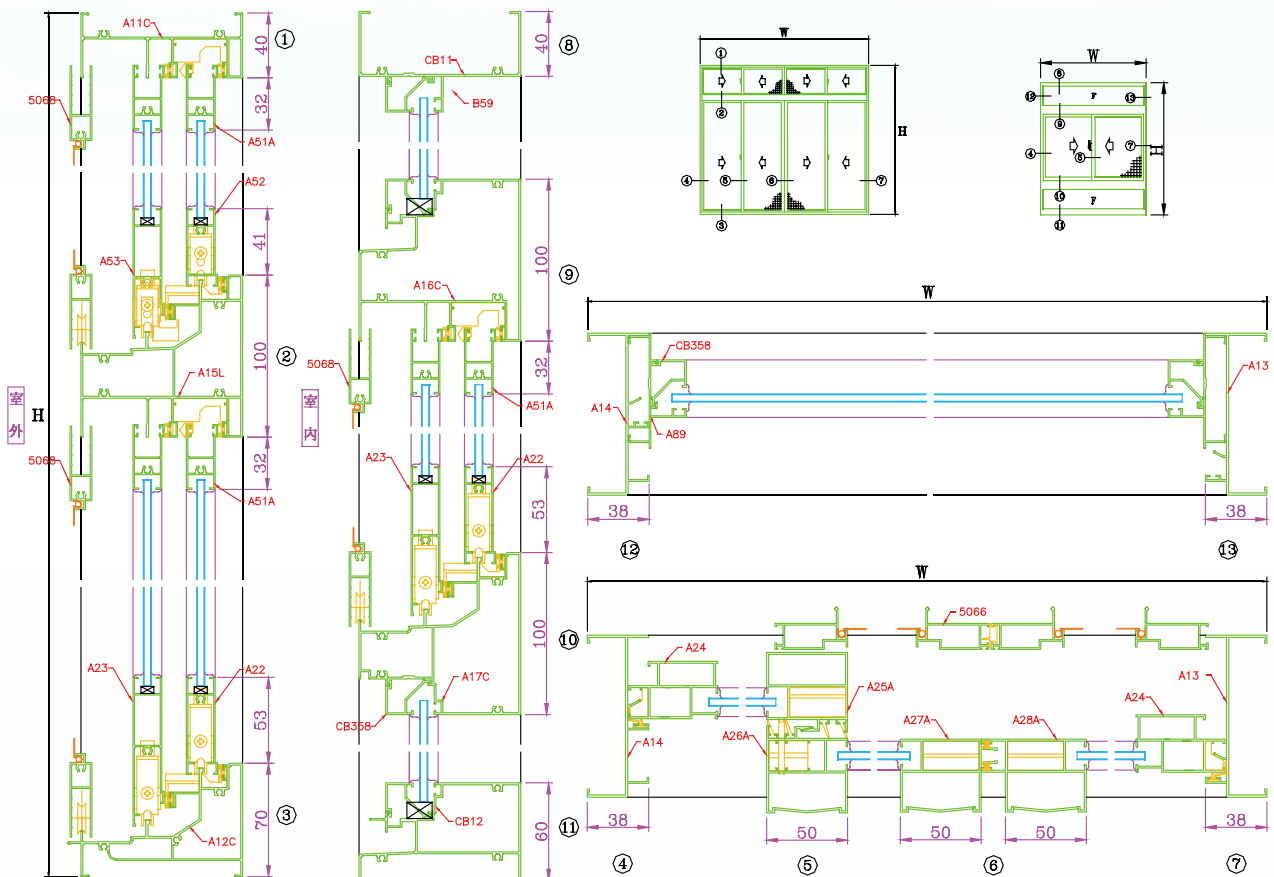 A11C
40
①
5068
32
A51A
A52
41
A53
100
②
A15L
室外
H
5068
32
A51A
A23
A22
53
70
③
A12C
40
⑧
CB11
B59
100
⑨
A16C
5068
32
A51A
室內
A23
A22
53
100
⑩
A17C
CB358
CB12
60
⑪
W
①
②
H
④
⑤
⑥
⑦
③
W
⑧
⑫
F
⑬
⑨
④
⑦
H
⑩
F
⑪
W
CB358
A13
A14
A89
38
38
⑫
⑬
W
5066
A24
A13
A25A
A24
A27A
A28A
A26A
A14
38
50
50
50
38
④
⑤
⑥
⑦